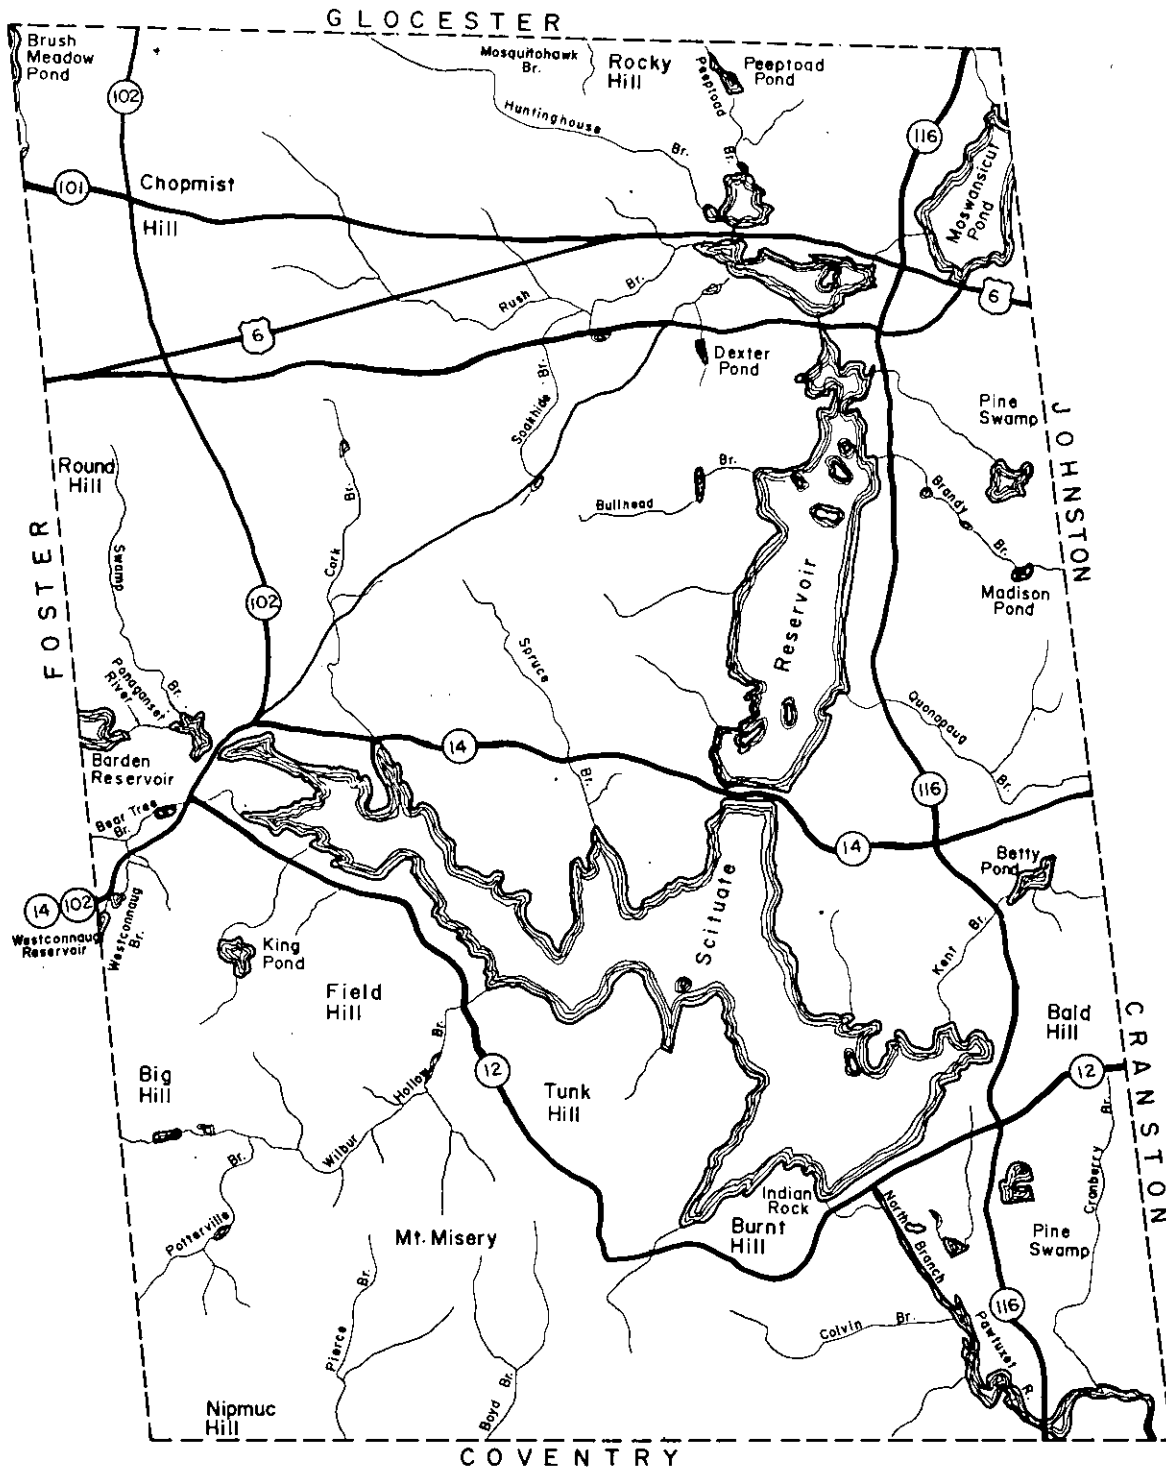 GLOCESTER
Brush
Meadow
Pond
102
Mosquitohawk
Br.
Rocky
Hill
Peeptoad
Br.
Peeptoad
Pond
Huntinghouse
Br.
116
Moswansicut
Pond
101
Chopmist
Hill
Rush
Br.
6
6
Dexter
Pond
Soakhide Br.
Pine
Swamp
JOHNSTON
Round
Hill
Swamp
Br.
Cork
Br.
Bullhead
Br.
Brandy
Br.
Madison
Pond
FOSTER
102
Reservoir
Spruce
Br.
Ponaganset
River
Quonapaug
Br.
Barden
Reservoir
14
116
Bear Tree
Br.
14
Betty
Pond
14
102
Westconnaug
Reservoir
Westconnaug
Br.
King
Pond
Scituate
Kent
Br.
Field
Hill
Bald
Hill
CRANSTON
Big
Hill
12
Tunk
Hill
12
Wilbur
Hollow
Br.
Cranberry
Br.
Potterville
Br.
Indian
Rock
Burnt
Hill
North
Branch
Pawtuxet
R.
Pine
Swamp
Mt. Misery
Pierce
Br.
116
Colvin
Br.
Boyd Br.
Nipmuc
Hill
COVENTRY